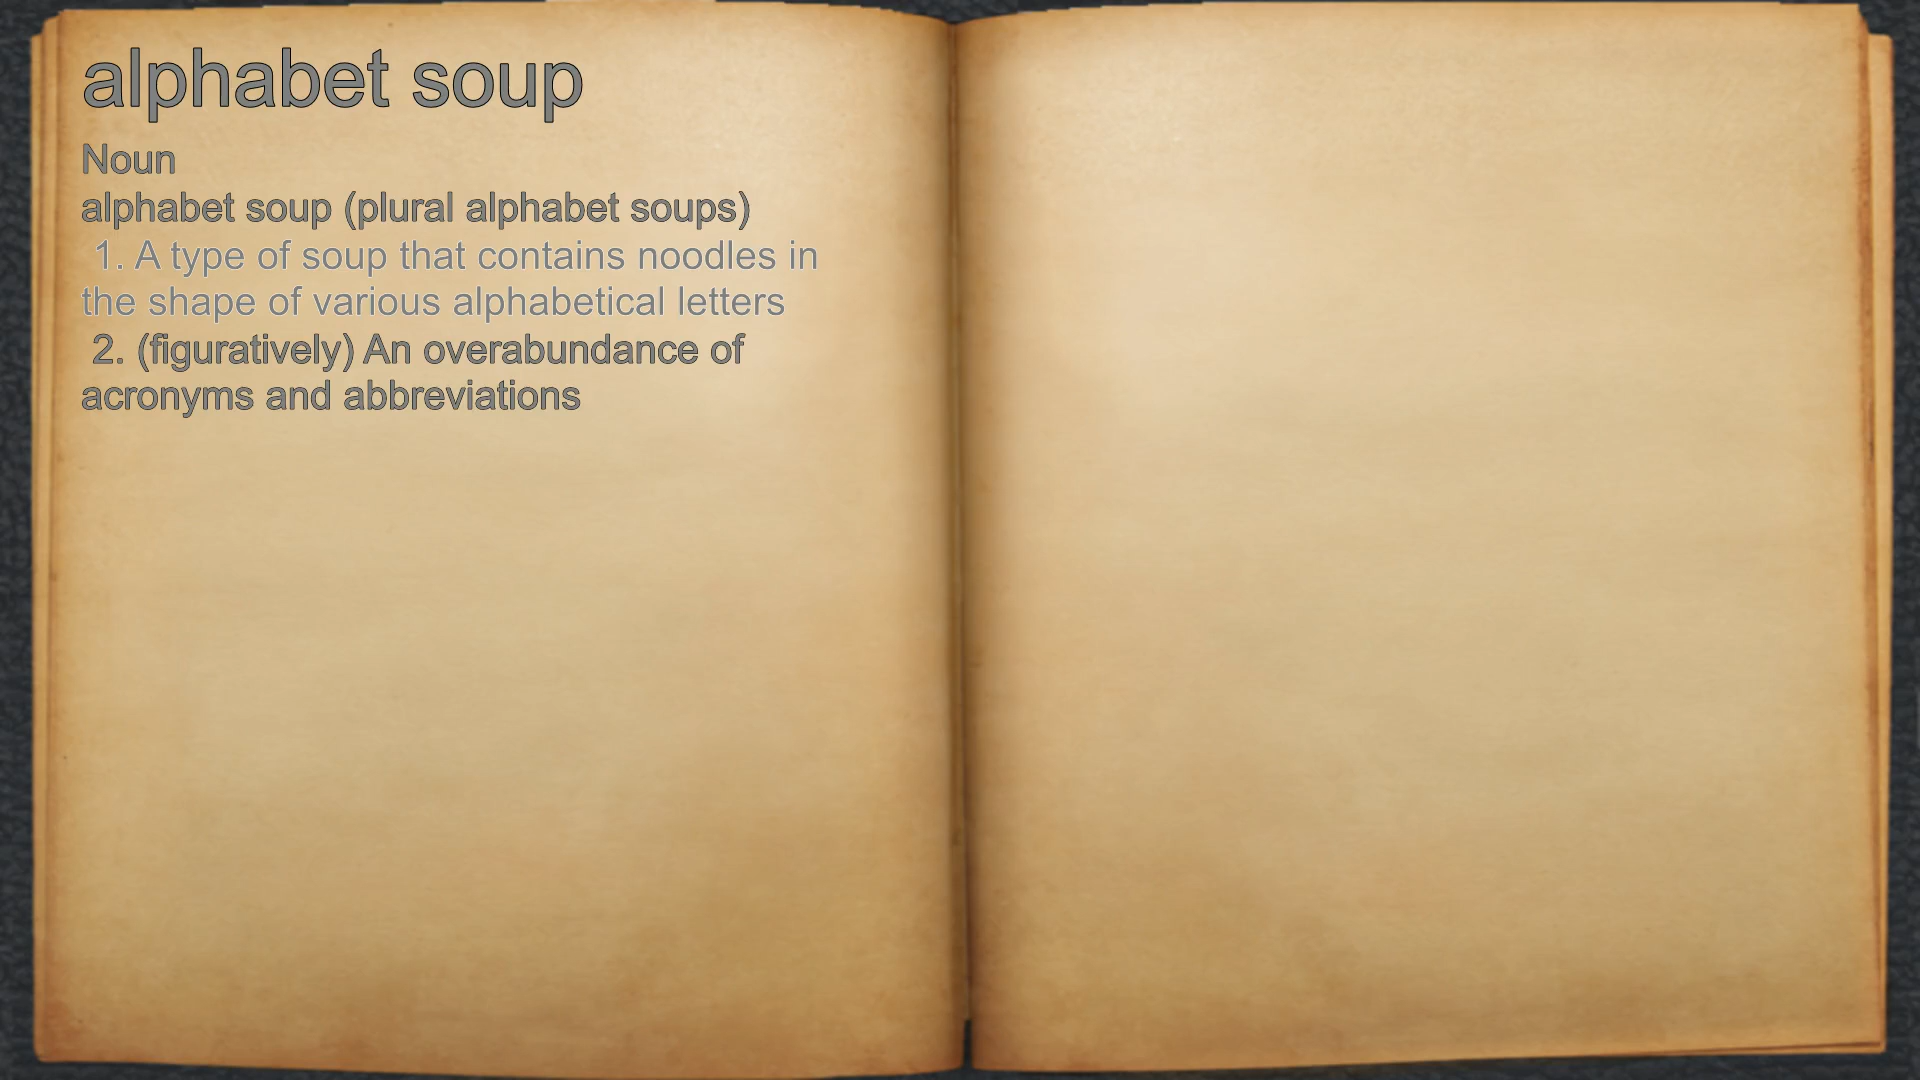 alphabet soup
Noun
alphabet soup (plural alphabet soups)
1. A type of soup that contains noodles in
the shape of various alphabetical letters
2. (figuratively) An overabundance of
acronyms and abbreviations